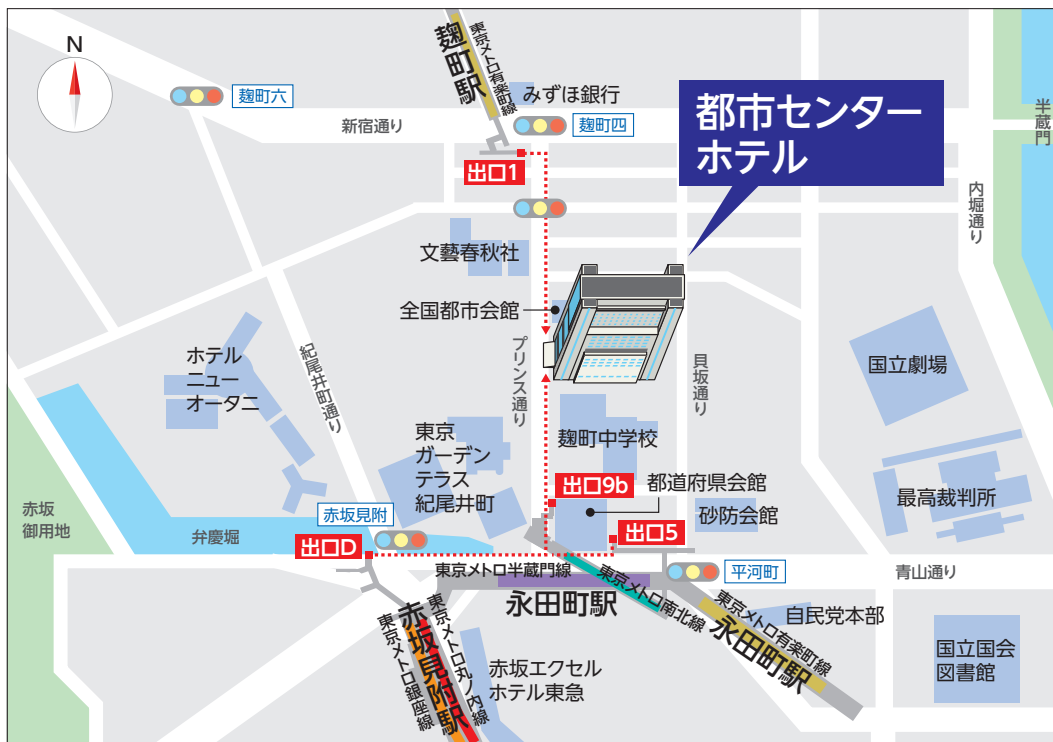 N
麹町駅
東京メトロ有楽町線
みずほ銀行
麹町六
麹町四
新宿通り
出口1
都市センター
ホテル
半蔵門
内堀通り
文藝春秋社
全国都市会館
プリンス通り
貝坂通り
国立劇場
ホテル
ニュー
オータニ
紀尾井町通り
東京
ガーデン
テラス
紀尾井町
麹町中学校
出口9b
都道府県会館
出口5
砂防会館
最高裁判所
赤坂
御用地
弁慶堀
赤坂見附
出口D
東京メトロ半蔵門線
永田町駅
東京メトロ南北線
平河町
青山通り
東京メトロ有楽町線
永田町駅
自民党本部
国立国会
図書館
赤坂見附駅
東京メトロ丸ノ内線
東京メトロ銀座線
赤坂エクセル
ホテル東急